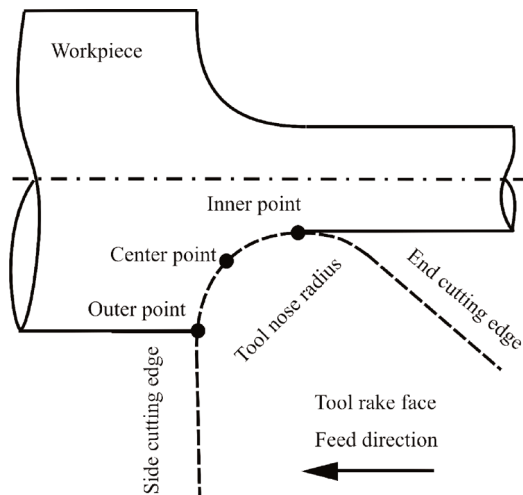 Workpiece
Inner point
Center point
Outer point
Tool nose radius
End cutting edge
Side cutting edge
Tool rake face
Feed direction